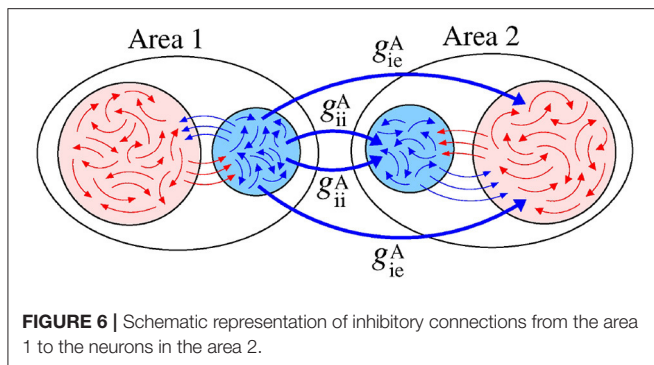 Area 1
Area 2
g^A_ie
g^A_ii
g^A_ii
g^A_ie
FIGURE 6 | Schematic representation of inhibitory connections from the area
1 to the neurons in the area 2.